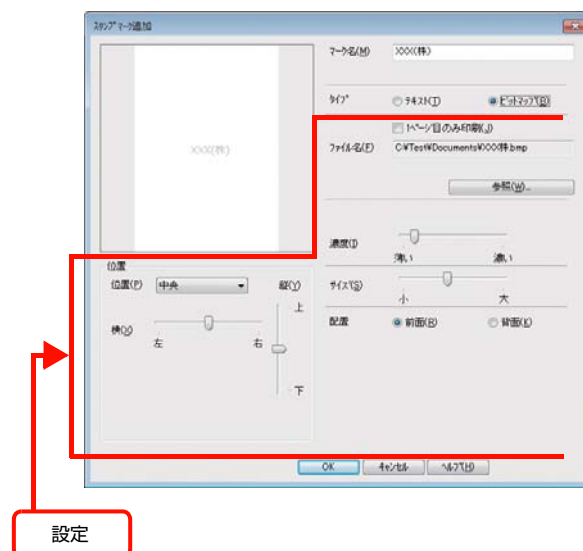 スタンプマーク追加
マーク名(M) XXX(株)
タイプ テキスト(T) ビットマップ(B)
1ページ目のみ印刷(J)
ファイル名(F) C:¥Test¥Documents¥XXX株.bmp
参照(W)...
XXX(株)
濃度(I)
薄い 濃い
位置
位置(P) 中央 縦(Y)
サイズ(S)
小 大
上
横(X)
左 右
配置 前面(R) 背面(K)
下
OK キャンセル ヘルプ(H)
設定